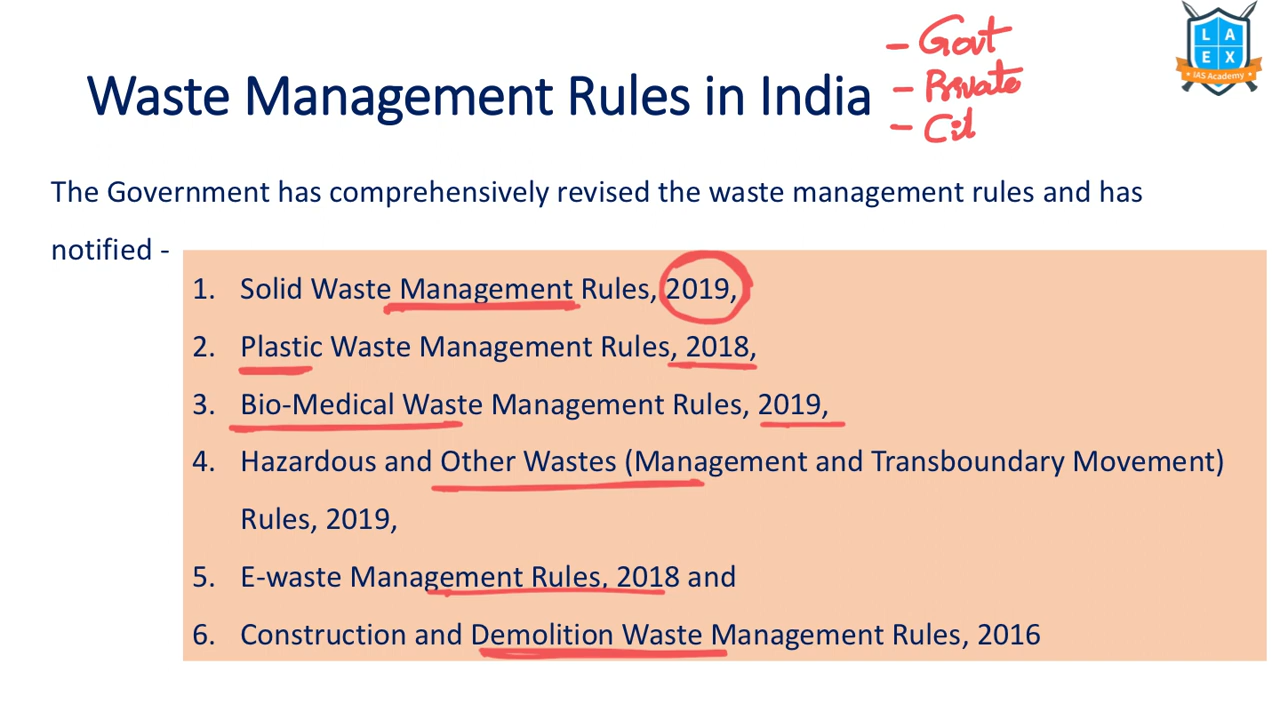 - Govt
- Private
L A
E X
IAS Academy
Waste Management Rules in India
The Government has comprehensively revised the waste management rules and has
notified -
1. Solid Waste Management Rules, 2019,
2. Plastic Waste Management Rules, 2018,
3. Bio-Medical Waste Management Rules, 2019,
4. Hazardous and Other Wastes (Management and Transboundary Movement)
Rules, 2019,
5. E-waste Management Rules, 2018 and
6. Construction and Demolition Waste Management Rules, 2016